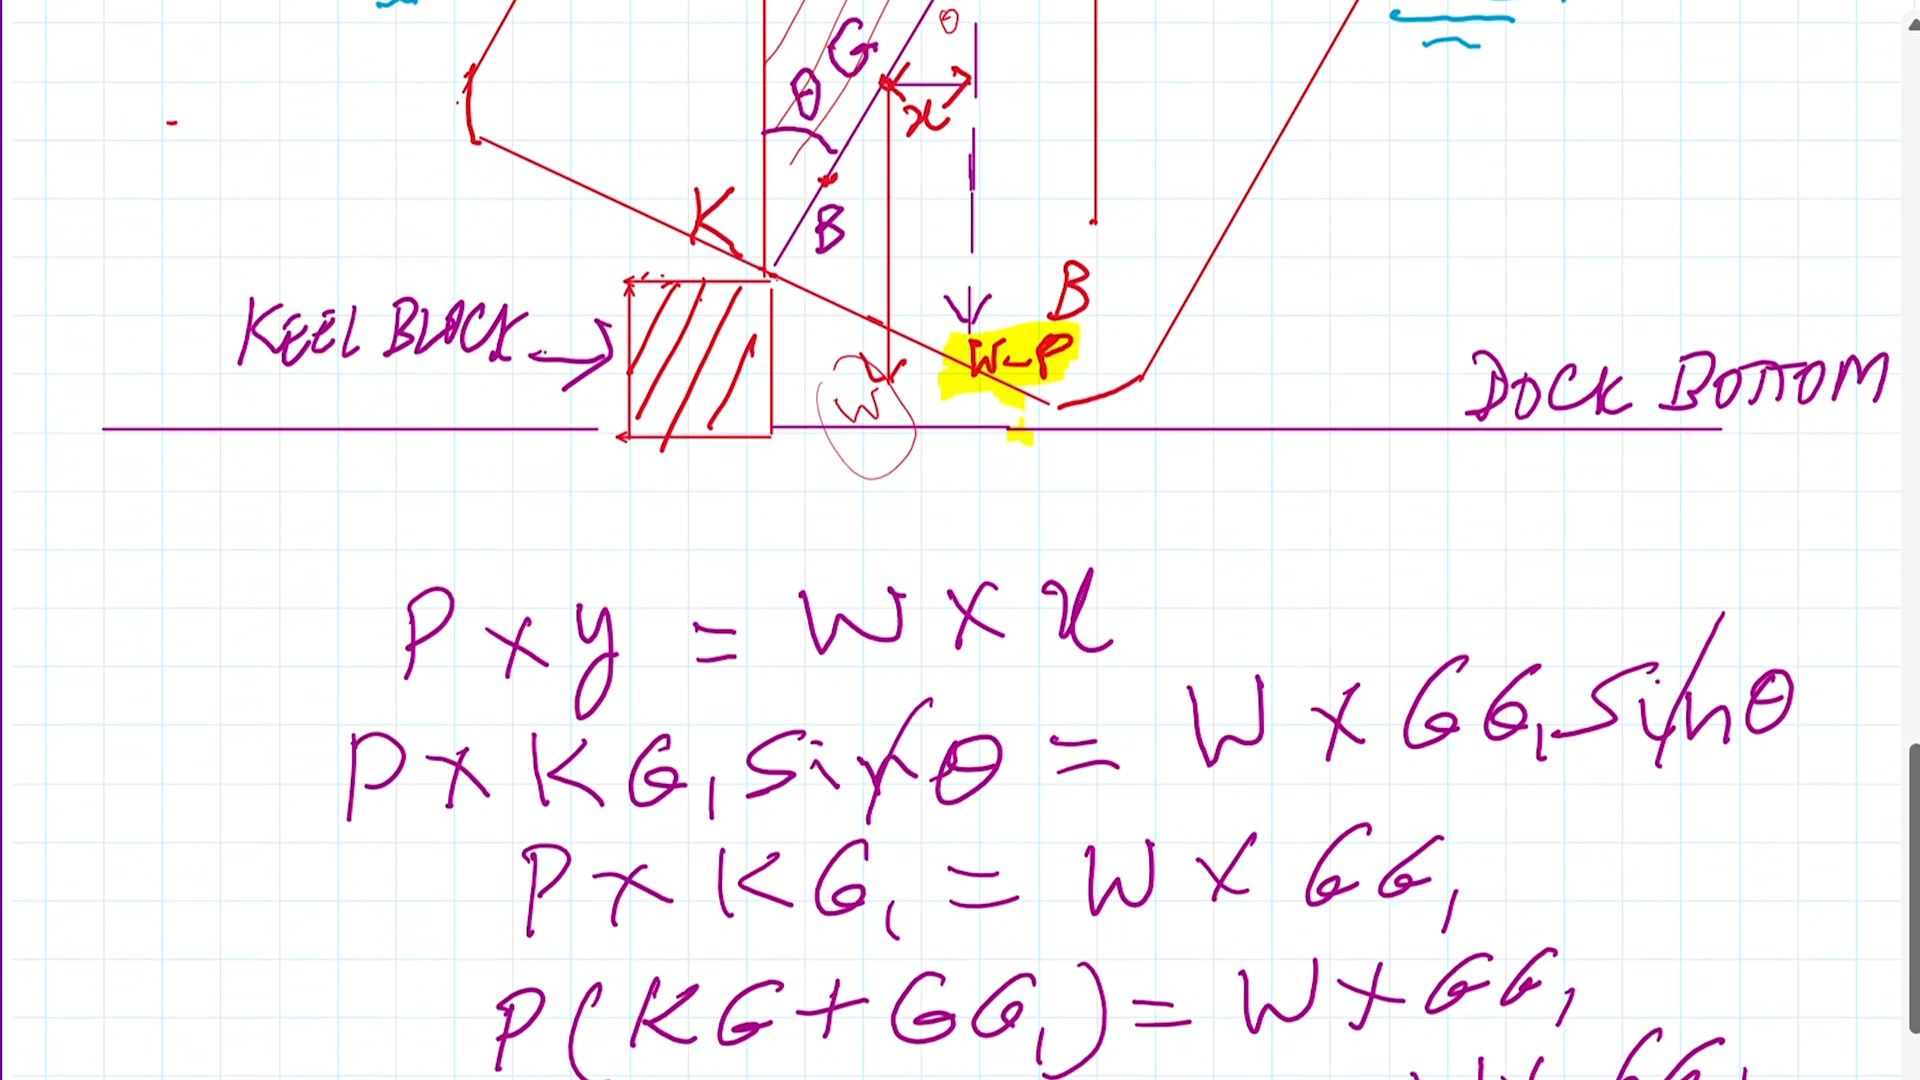 θ
G
θ
x
K
B
B
KEEL BLOCK
W-P
W
DOCK BOTTOM
P × y = W × x
P × KG₁ Sinθ = W × GG₁ Sinθ
P × KG₁ = W × GG₁
P(KG + GG₁) = W × GG₁